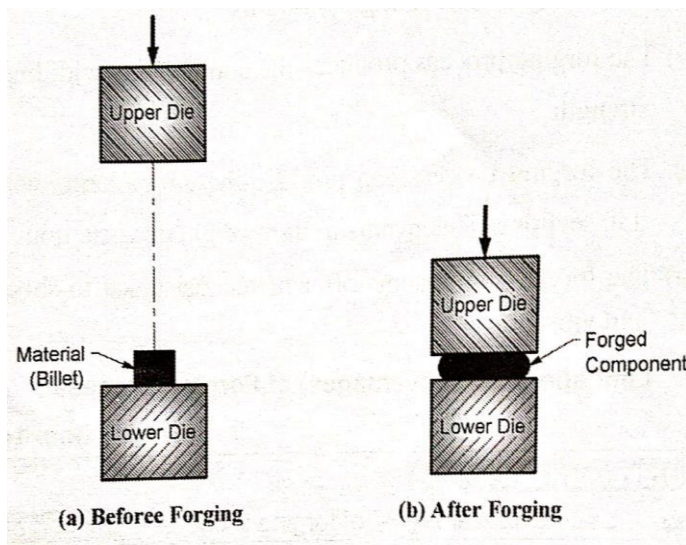 Upper Die
Material
(Billet)
Lower Die
(a) Beforee Forging
Upper Die
Forged
Component
Lower Die
(b) After Forging